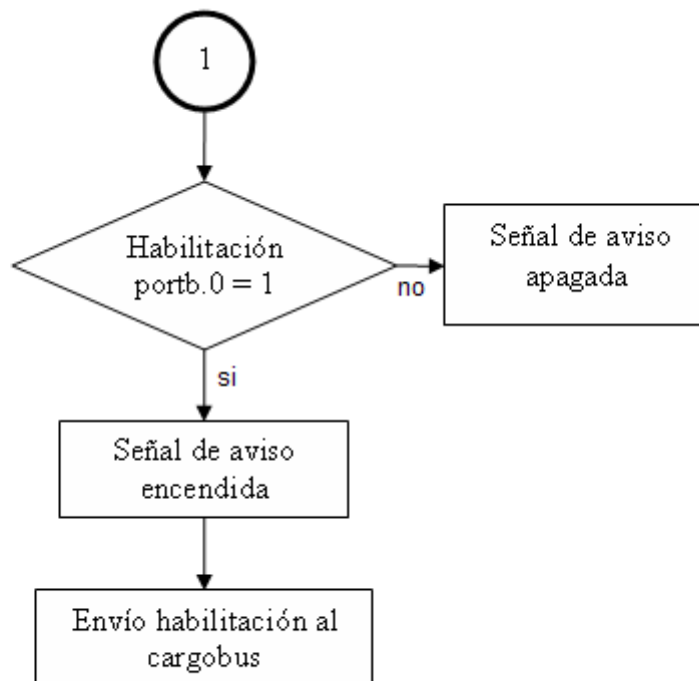 1
Habilitación
portb.0 = 1
no
Señal de aviso
apagada
si
Señal de aviso
encendida
Envío habilitación al
cargobus